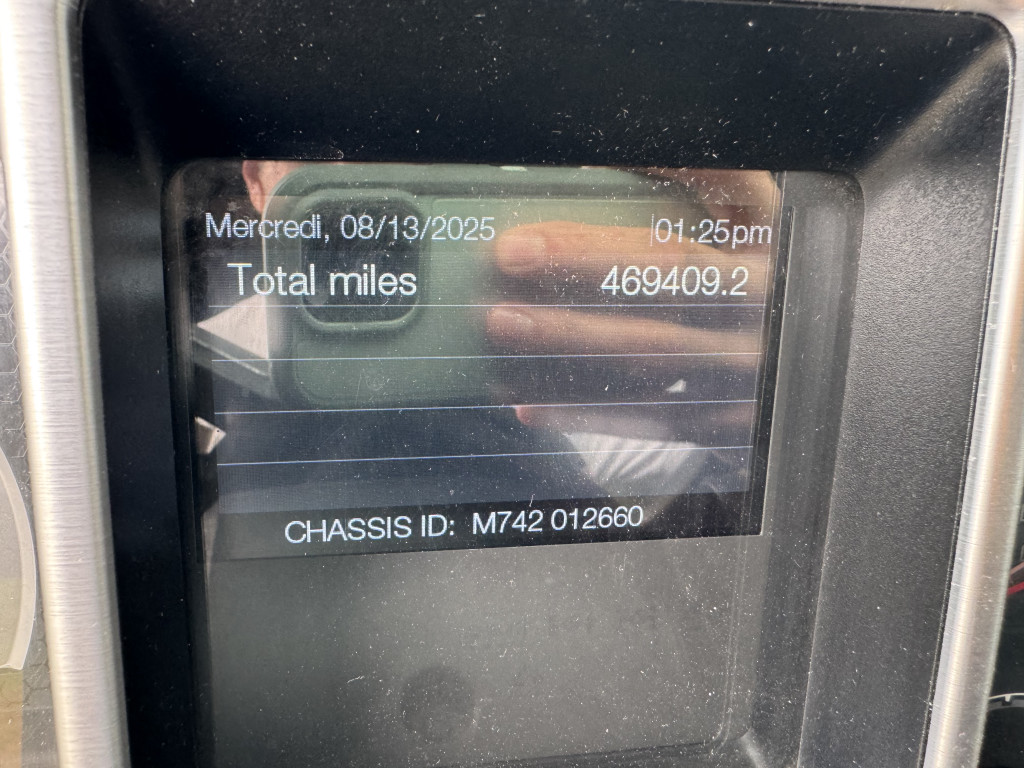 Mercredi, 08/13/2025 01:25pm
Total miles 469409.2
CHASSIS ID: M742 012660